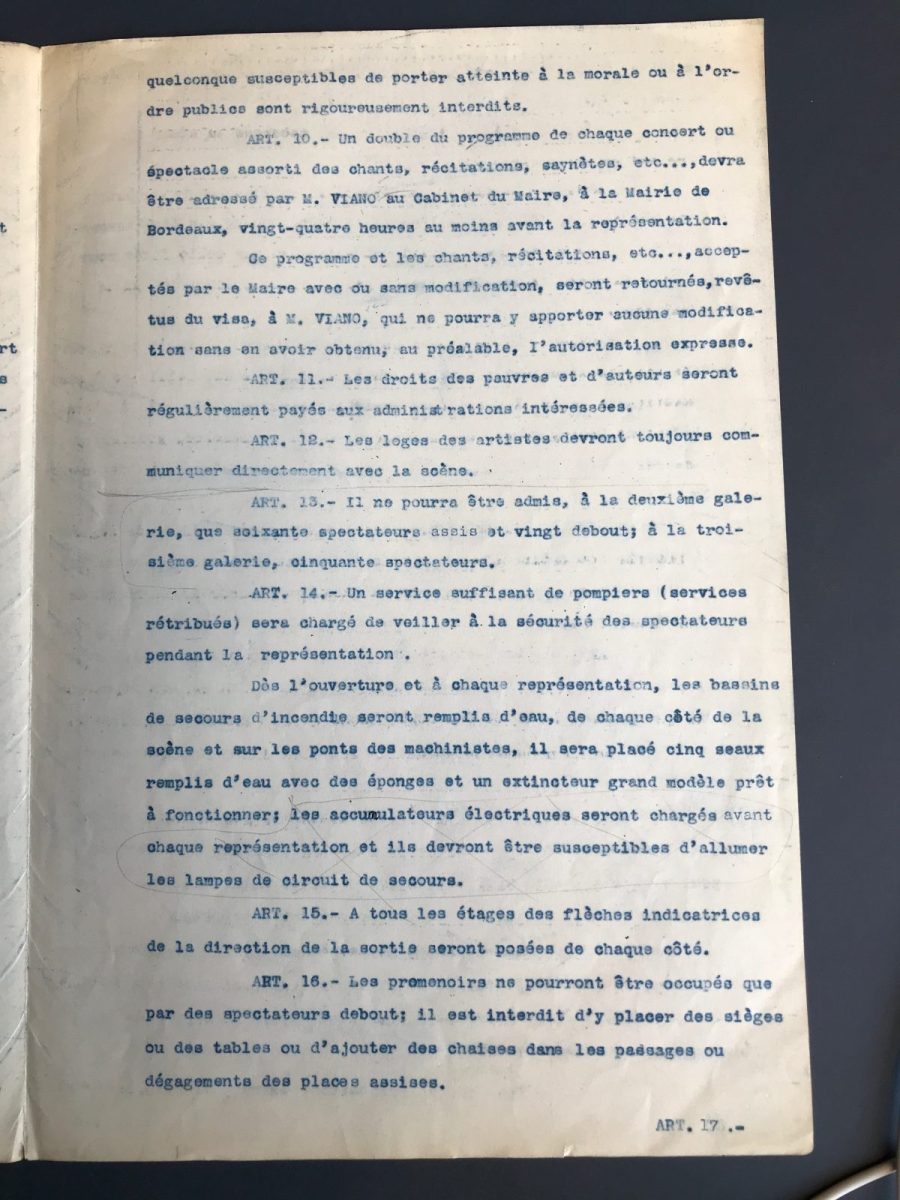 quelconque susceptibles de porter atteinte à la morale ou à l'or-
dre publics sont rigoureusement interdits.
ART. 10.- Un double du programme de chaque concert ou
spectacle assorti des chants, récitations, saynètes, etc...,devra
être adressé par M. VIANO au Cabinet du Maire, à la Mairie de
Bordeaux, vingt-quatre heures au moins avant la représentation.
Ce programme et les chants, récitations, etc...,accep-
tés par le Maire avec ou sans modification, seront retournés,revê-
tus du visa, à M. VIANO, qui ne pourra y apporter aucune modifica-
tion sans en avoir obtenu, au préalable, l'autorisation expresse.
ART. 11.- Les droits des pauvres et d'auteurs seront
régulièrement payés aux administrations intéressées.
ART. 12.- Les loges des artistes devront toujours com-
muniquer directement avec la scène.
ART. 13.- Il ne pourra être admis, à la deuxième gale-
rie, que soixante spectateurs assis et vingt debout; à la troi-
sième galerie, cinquante spectateurs.
ART. 14.- Un service suffisant de pompiers (services
rétribués) sera chargé de veiller à la sécurité des spectateurs
pendant la représentation.
Dès l'ouverture et à chaque représentation, les bassins
de secours d'incendie seront remplis d'eau, de chaque côté de la
scène et sur les ponts des machinistes, il sera placé cinq seaux
remplis d'eau avec des éponges et un extincteur grand modèle prêt
à fonctionner; les accumulateurs électriques seront chargés avant
chaque représentation et ils devront être susceptibles d'allumer
les lampes de circuit de secours.
ART. 15.- A tous les étages des flèches indicatrices
de la direction de la sortie seront posées de chaque côté.
ART. 16.- Les promenoirs ne pourront être occupés que
par des spectateurs debout; il est interdit d'y placer des sièges
ou des tables ou d'ajouter des chaises dans les passages ou
dégagements des places assises.
ART. 17.-